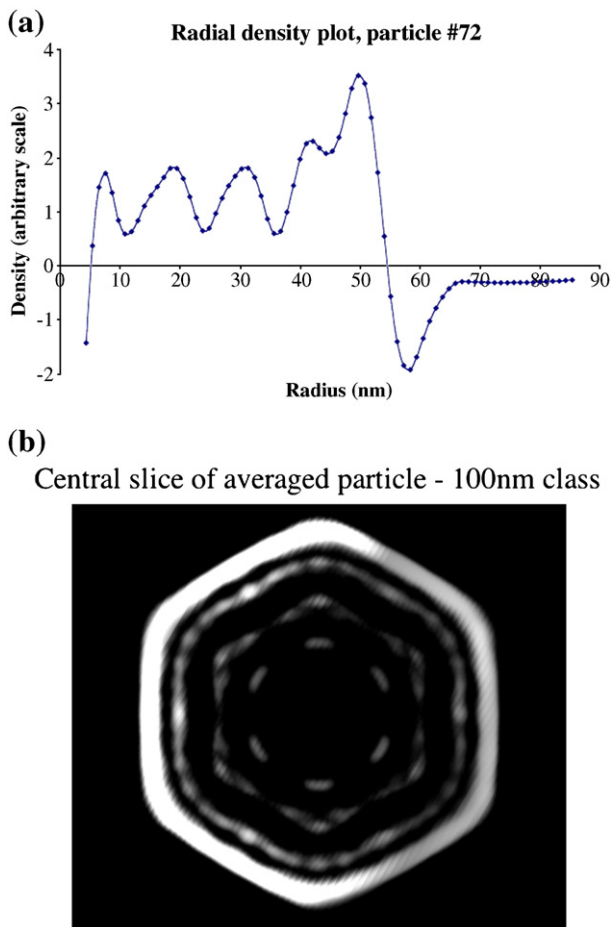 (a)
Radial density plot, particle #72
4
3
2
1
0
-1
-2
0 10 20 30 40 50 60 70 80 90
Density (arbitrary scale)
Radius (nm)
(b)
Central slice of averaged particle - 100nm class